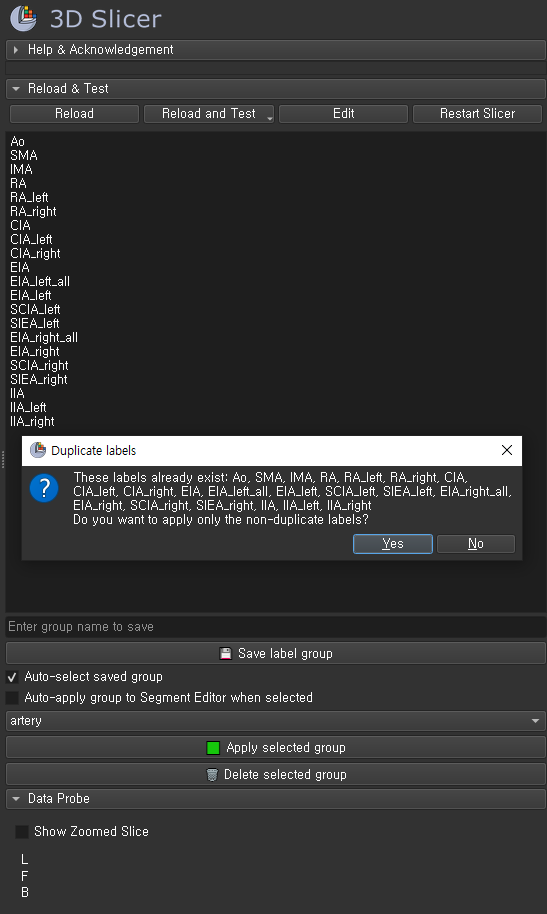 3D Slicer
Help & Acknowledgement
Reload & Test
Reload
Reload and Test
Edit
Restart Slicer
Ao
SMA
IMA
RA
RA_left
RA_right
CIA
CIA_left
CIA_right
EIA
EIA_left_all
EIA_left
SCIA_left
SIEA_left
EIA_right_all
EIA_right
SCIA_right
SIEA_right
IIA
IIA_left
IIA_right
Duplicate labels
These labels already exist: Ao, SMA, IMA, RA, RA_left, RA_right, CIA,
CIA_left, CIA_right, EIA, EIA_left_all, EIA_left, SCIA_left, SIEA_left, EIA_right_all,
EIA_right, SCIA_right, SIEA_right, IIA, IIA_left, IIA_right
Do you want to apply only the non-duplicate labels?
Yes
No
Enter group name to save
Save label group
Auto-select saved group
Auto-apply group to Segment Editor when selected
artery
Apply selected group
Delete selected group
Data Probe
Show Zoomed Slice
L
F
B